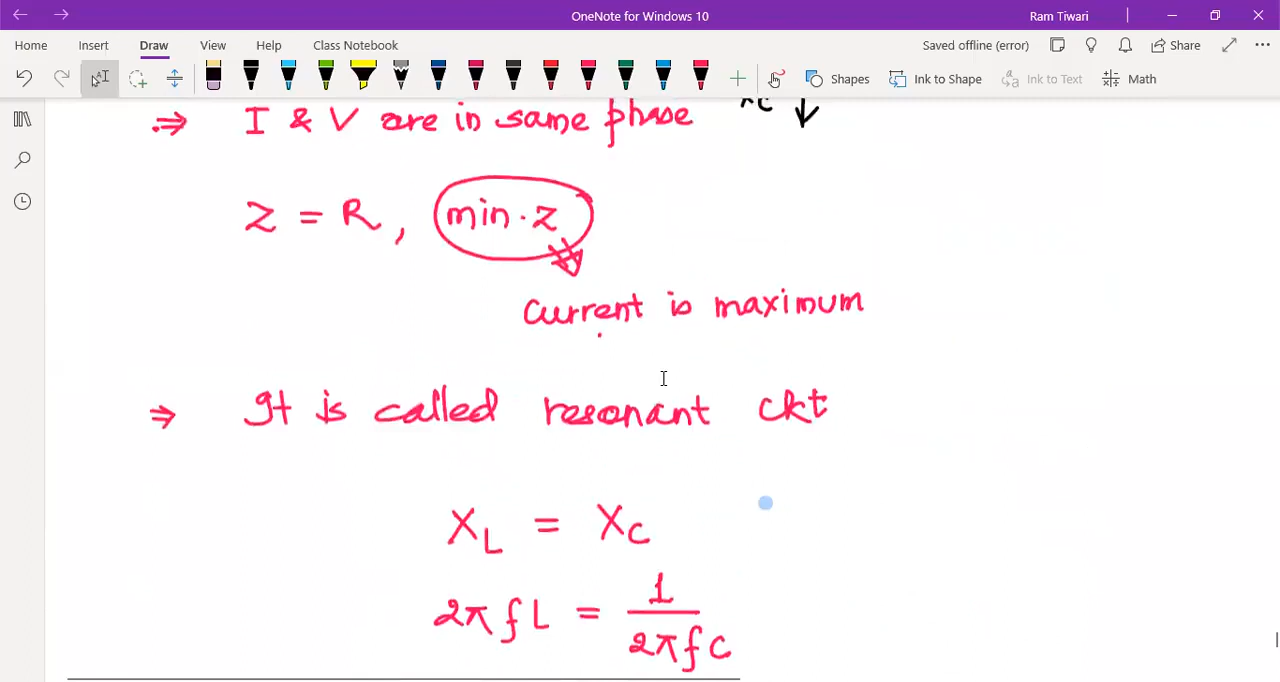 OneNote for Windows 10
Ram Tiwari
Home Insert Draw View Help Class Notebook
Saved offline (error) Share
Shapes Ink to Shape Ink to Text Math
⇒ I & V are in same phase
Z = R, min. Z
Current is maximum
⇒ It is called resonant ckt
X_L = X_C
2πfL = 1/(2πfC)